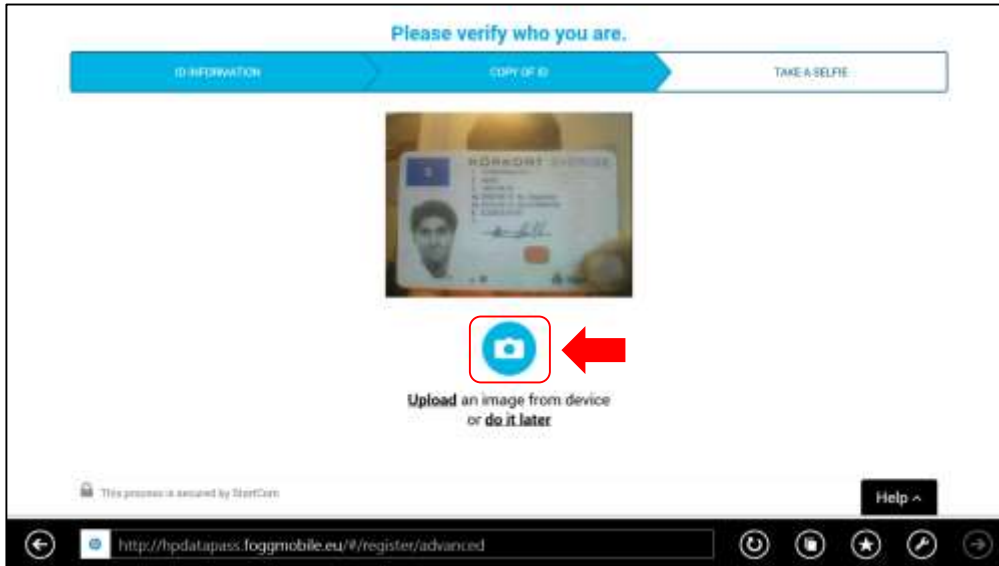 Please verify who you are.
ID INFORMATION
COPY OF ID
TAKE A SELFIE
KÖRKORT SVERIGE
Upload an image from device
or do it later
This process is secured by StartCom
Help
http://hpdatapass.foggmobile.eu/#/register/advanced